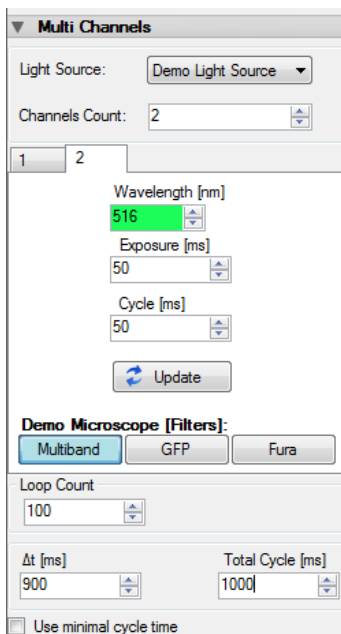 Multi Channels
Light Source: Demo Light Source
Channels Count: 2
1 2
Wavelength [nm]
516
Exposure [ms]
50
Cycle [ms]
50
Update
Demo Microscope [Filters]:
Multiband GFP Fura
Loop Count
100
Δt [ms] Total Cycle [ms]
900 1000
Use minimal cycle time